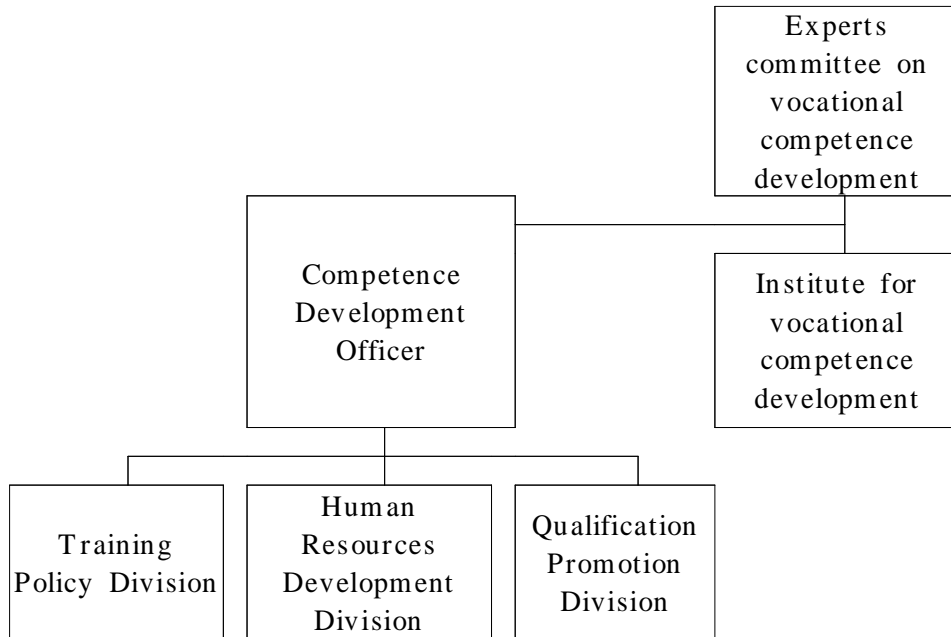 Experts
committee on
vocational
competence
development
Competence
Development
Officer
Institute for
vocational
competence
development
Training
Policy Division
Human
Resources
Development
Division
Qualification
Promotion
Division